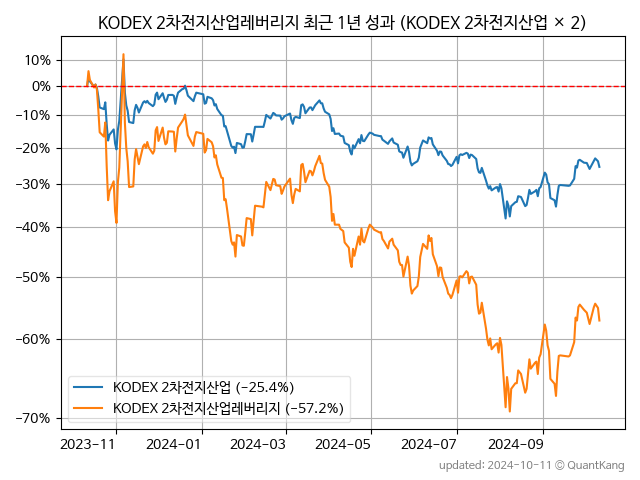 KODEX 2차전지산업레버리지 최근 1년 성과 (KODEX 2차전지산업 × 2)
10%
0%
-10%
-20%
-30%
-40%
-50%
-60%
-70%
KODEX 2차전지산업 (-25.4%)
KODEX 2차전지산업레버리지 (-57.2%)
2023-11 2024-01 2024-03 2024-05 2024-07 2024-09
updated: 2024-10-11 © QuantKang